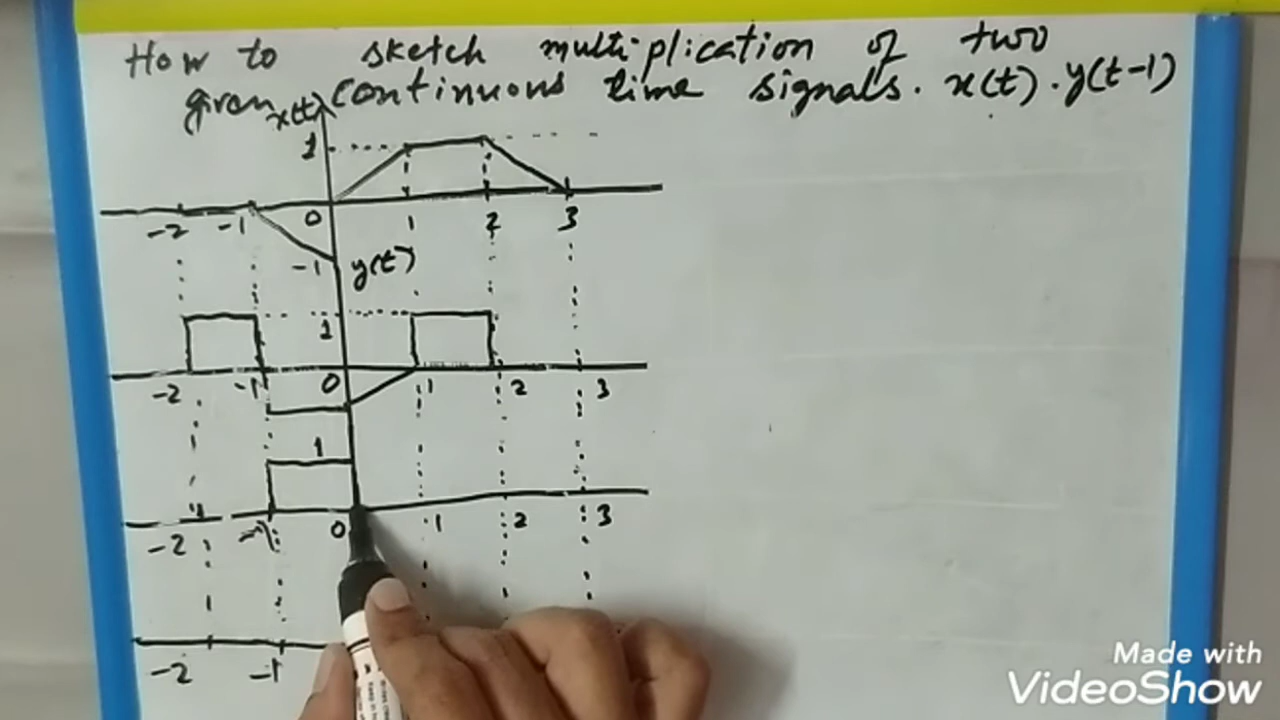 How to sketch multiplication of two
given continuous time signals. x(t).y(t-1)
x(t)
1
-2 -1 0 1 2 3
-1 y(t)
1
-2 -1 0 1 2 3
1
-2 -1 0 1 2 3
-2 -1
Made with
VideoShow